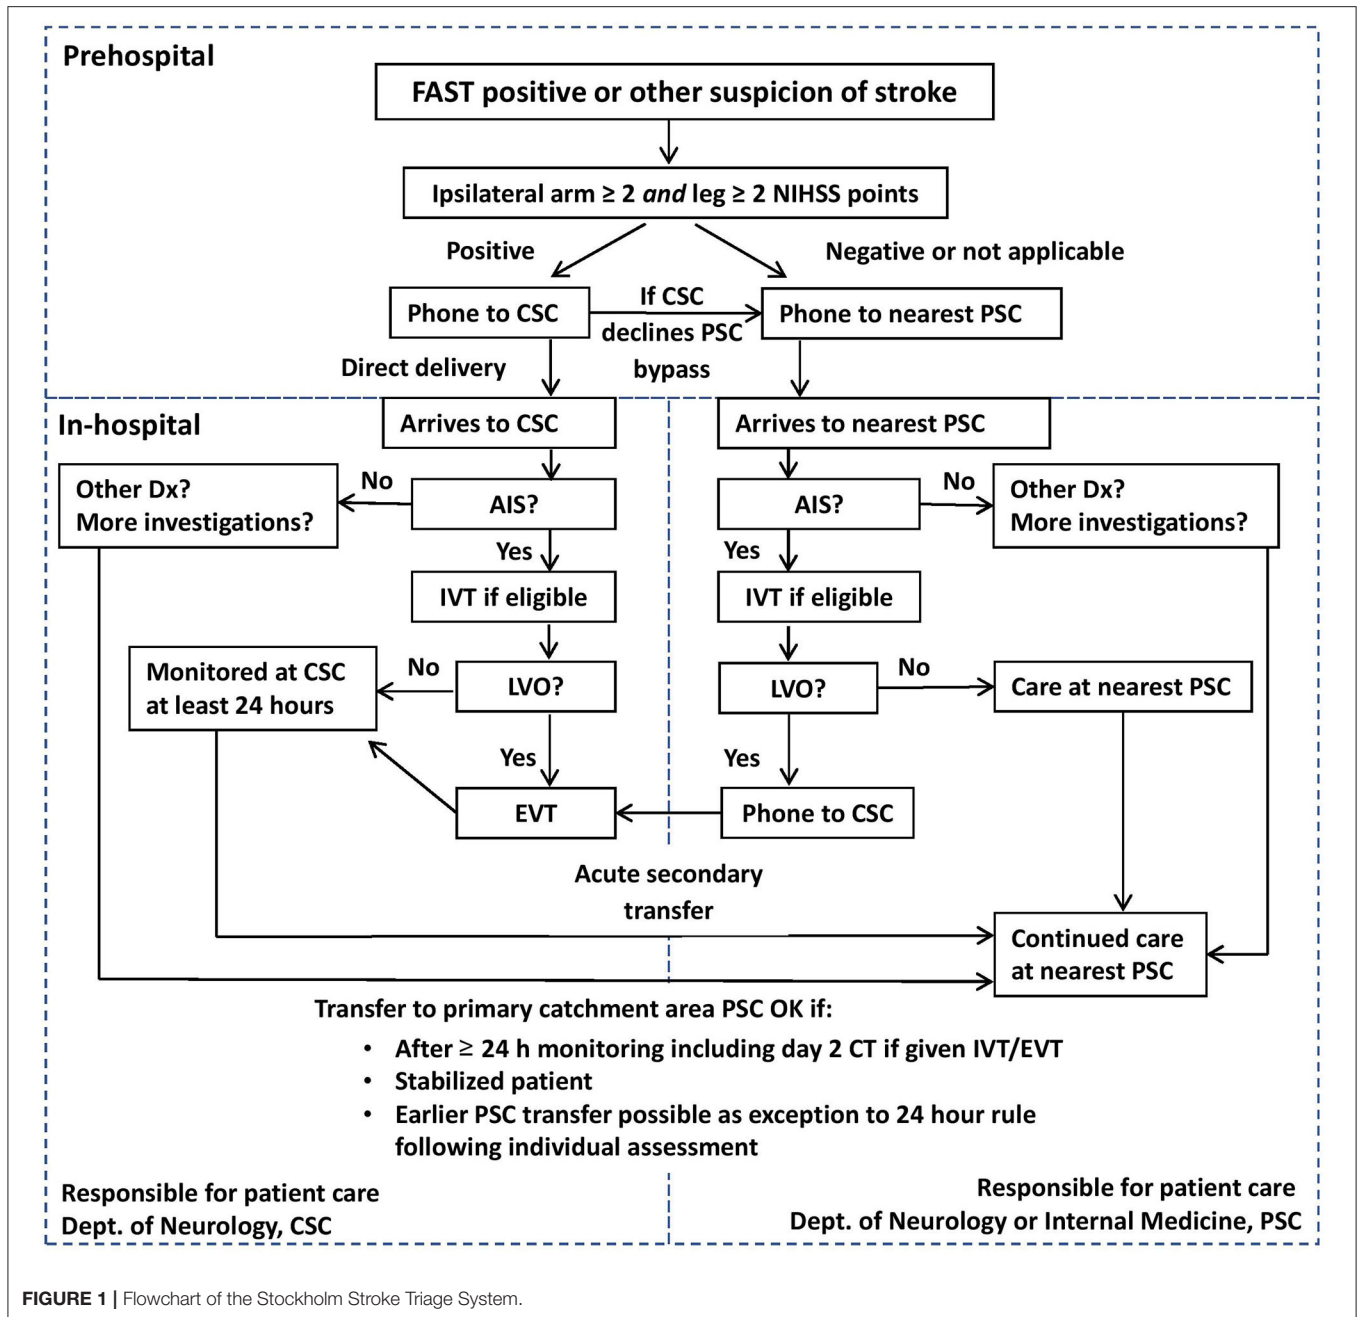 Prehospital
FAST positive or other suspicion of stroke
Ipsilateral arm ≥ 2 and leg ≥ 2 NIHSS points
Positive
Negative or not applicable
Phone to CSC
If CSC
declines PSC
bypass
Phone to nearest PSC
Direct delivery
In-hospital
Arrives to CSC
Arrives to nearest PSC
Other Dx?
More investigations?
No
AIS?
AIS?
No
Other Dx?
More investigations?
Yes
Yes
IVT if eligible
IVT if eligible
Monitored at CSC
at least 24 hours
No
LVO?
LVO?
No
Care at nearest PSC
Yes
Yes
EVT
Phone to CSC
Acute secondary
transfer
Continued care
at nearest PSC
Transfer to primary catchment area PSC OK if:
• After ≥ 24 h monitoring including day 2 CT if given IVT/EVT
• Stabilized patient
• Earlier PSC transfer possible as exception to 24 hour rule
following individual assessment
Responsible for patient care
Dept. of Neurology, CSC
Responsible for patient care
Dept. of Neurology or Internal Medicine, PSC
FIGURE 1 | Flowchart of the Stockholm Stroke Triage System.